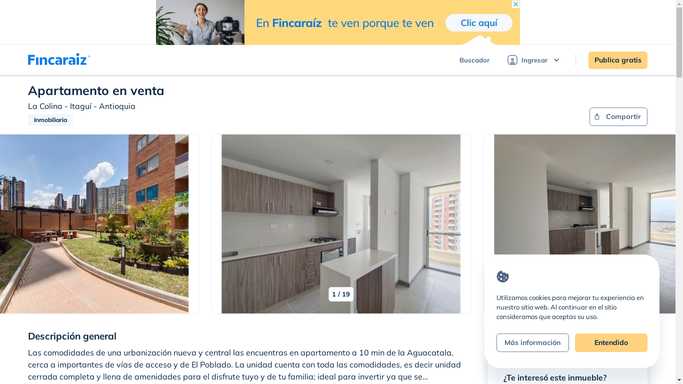 En Fincaraíz te ven porque te ven
Clic aquí
Fincaraiz
Buscador
Ingresar
Publica gratis
Apartamento en venta
La Colina - Itaguí - Antioquia
Inmobiliaria
Compartir
1 / 19
Utilizamos cookies para mejorar tu experiencia en
nuestro sitio web. Al continuar en el sitio
consideramos que aceptas su uso.
Más información
Entendido
Descripción general
Las comodidades de una urbanización nueva y central las encuentras en apartamento a 10 min de la Aguacatala,
cerca a importantes vías de acceso y de El Poblado. La unidad cuenta con toda las comodidades, es decir unidad
cerrada completa y llena de amenidades para el disfrute tuyo y de tu familia; ideal para invertir ya que se...
¿Te interesó este inmueble?